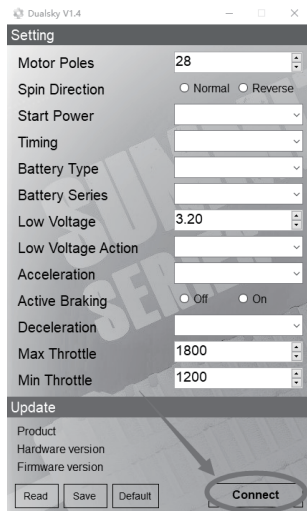 Dualsky V1.4
Setting
Motor Poles 28
Spin Direction Normal Reverse
Start Power
Timing
Battery Type
Battery Series
Low Voltage 3.20
Low Voltage Action
Acceleration
Active Braking Off On
Deceleration
Max Throttle 1800
Min Throttle 1200
Update
Product
Hardware version
Firmware version
Read Save Default Connect
SUMMIT
SERIES